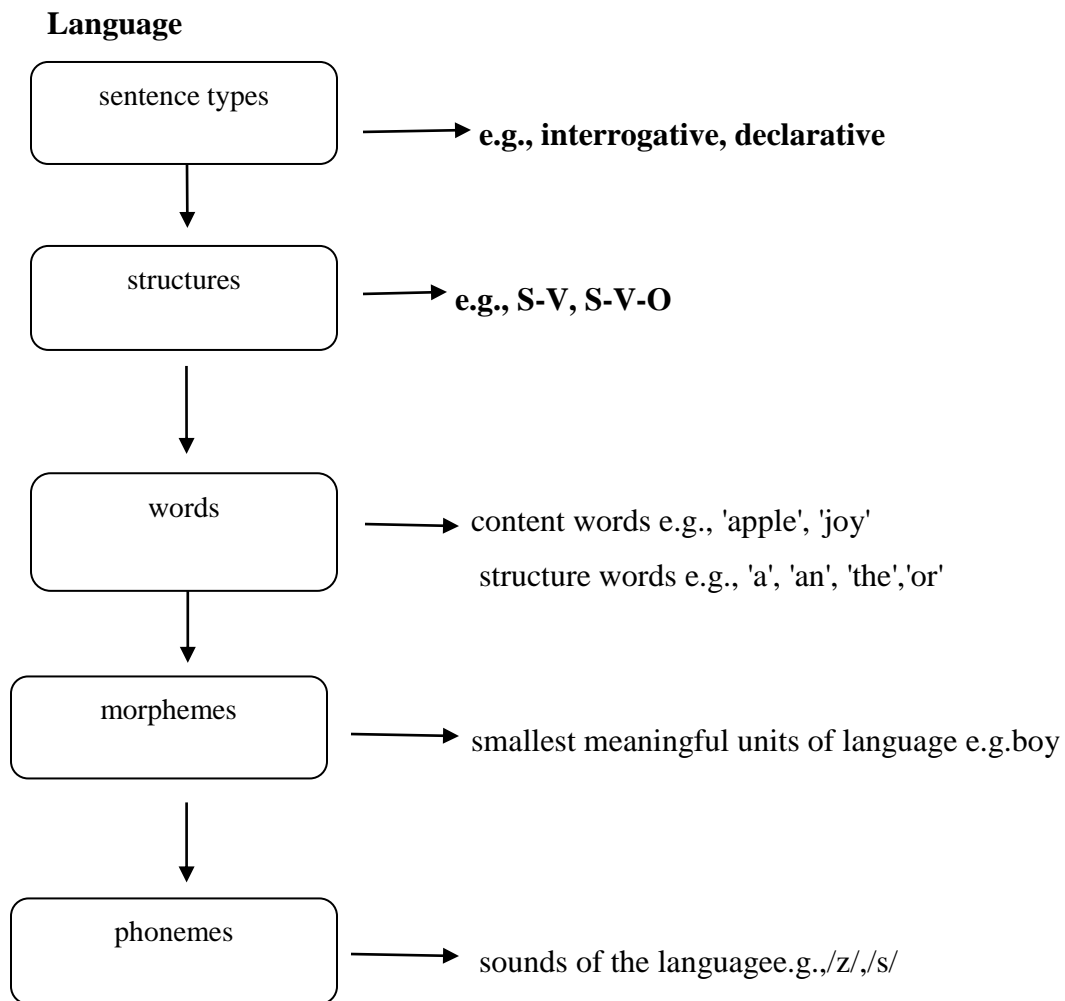 Language
sentence types
e.g., interrogative, declarative
structures
e.g., S-V, S-V-O
words
content words e.g., 'apple', 'joy'
structure words e.g., 'a', 'an', 'the','or'
morphemes
smallest meaningful units of language e.g.boy
phonemes
sounds of the languagee.g.,/z/,/s/